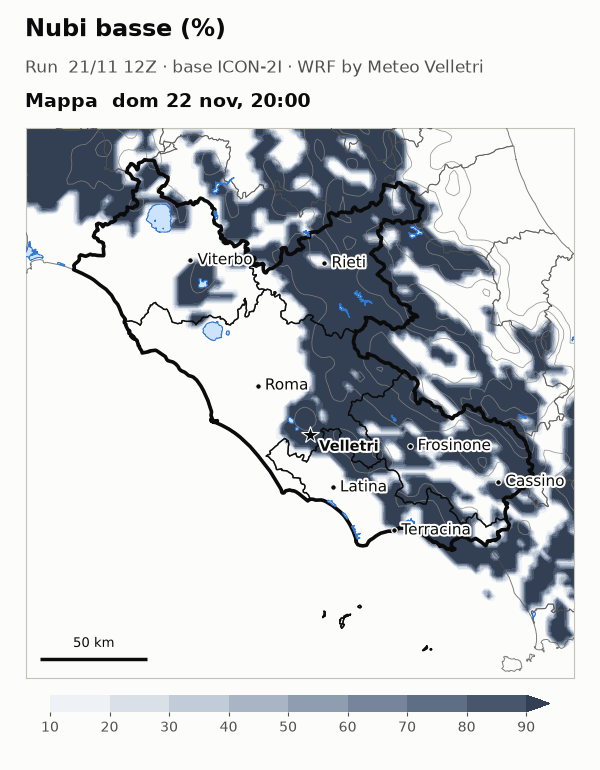 Nubi basse (%)
Run 21/11 12Z · base ICON-2I · WRF by Meteo Velletri
Mappa dom 22 nov, 20:00
Viterbo
Rieti
Roma
Velletri
Frosinone
Cassino
Latina
Terracina
50 km
10 20 30 40 50 60 70 80 90